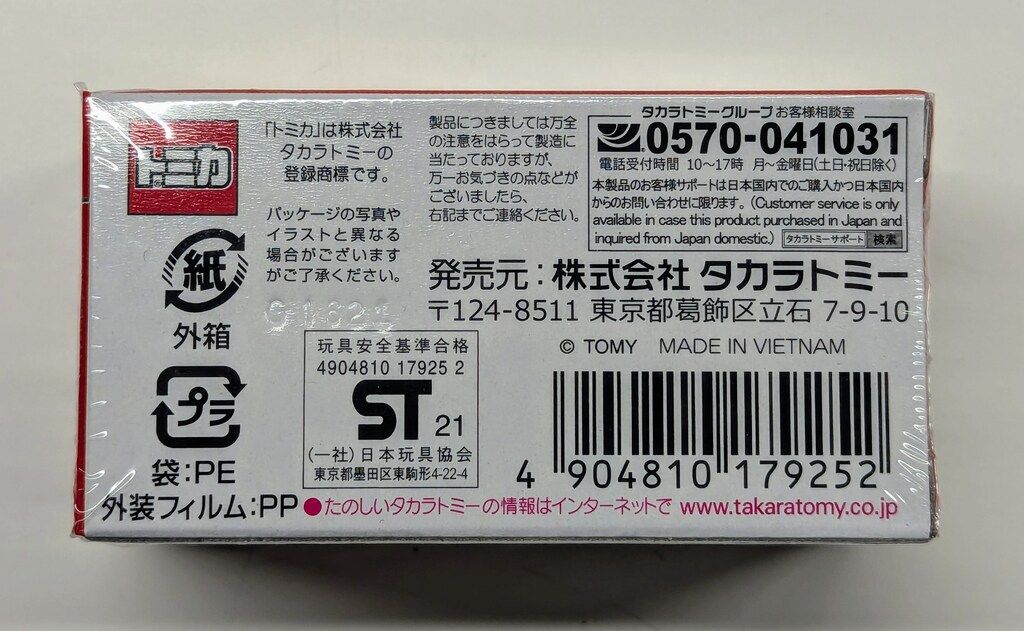 トミカ
「トミカ」は株式会社
タカラトミーの
登録商標です。
パッケージの写真や
イラストと異なる
場合がございます
がご了承ください。
紙
外箱
プラ
袋:PE
外装フィルム:PP
玩具安全基準合格
4904810 17925 2
ST 21
(一社)日本玩具協会
東京都墨田区東駒形4-22-4
製品につきましては万全
の注意をはらって製造に
当たっておりますが、
万一お気づきの点などが
ございましたら、
右記までご連絡ください。
タカラトミーグループ お客様相談室
0570-041031
電話受付時間 10〜17時 月〜金曜日(土日・祝日除く)
本製品のお客様サポートは日本国内でのご購入かつ日本国内
からのお問い合わせに限ります。(Customer service is only
available in case this product purchased in Japan and
inquired from Japan domestic.) タカラトミーサポート 検索
発売元:株式会社 タカラトミー
〒124-8511 東京都葛飾区立石 7-9-10
© TOMY MADE IN VIETNAM
4 904810 179252
●たのしいタカラトミーの情報はインターネットで www.takaratomy.co.jp